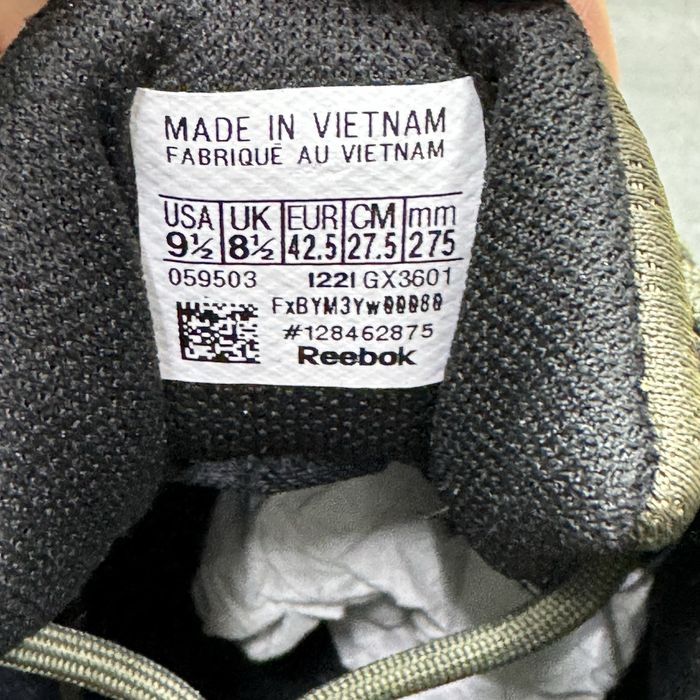 MADE IN VIETNAM
FABRIQUÉ AU VIETNAM
USA UK EUR CM mm
9½ 8½ 42.5 27.5 275
059503 1221 GX3601
#128462875
Reebok